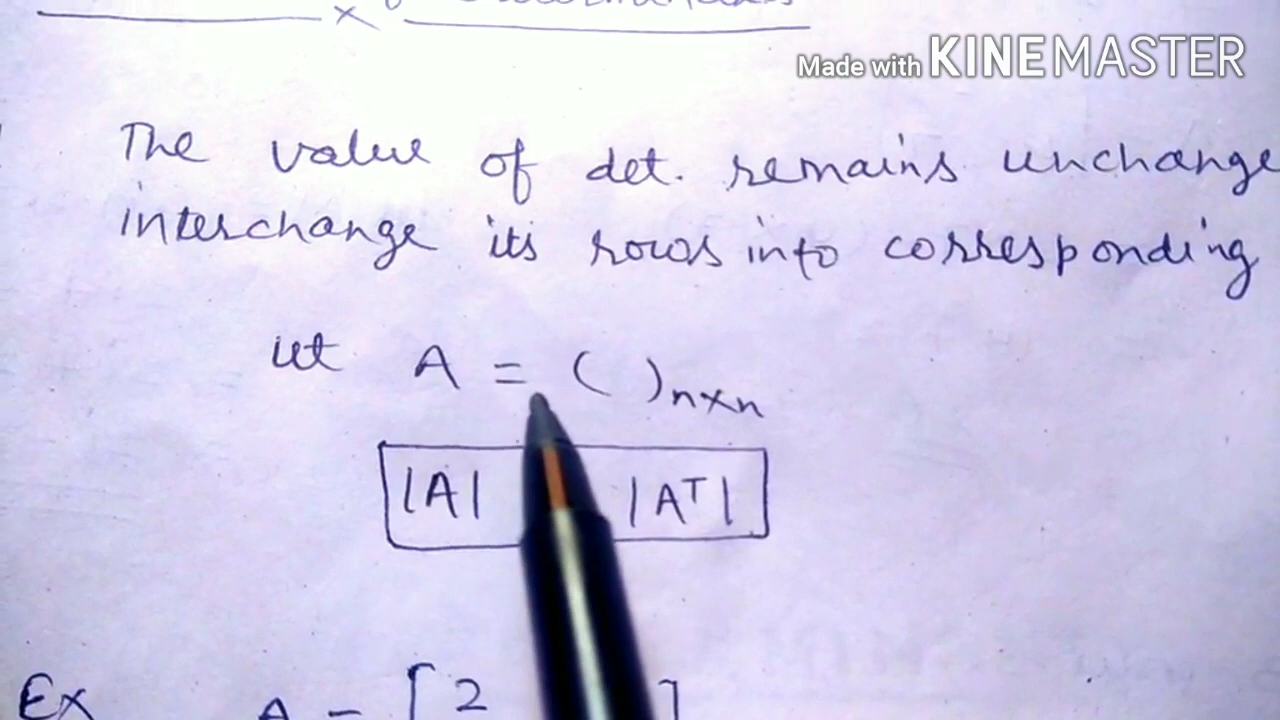 Made with KINEMASTER
The value of det. remains unchange
interchange its rows into corresponding
let A = ( )n×n
|A| |Aᵀ|
Ex A = [2 ]